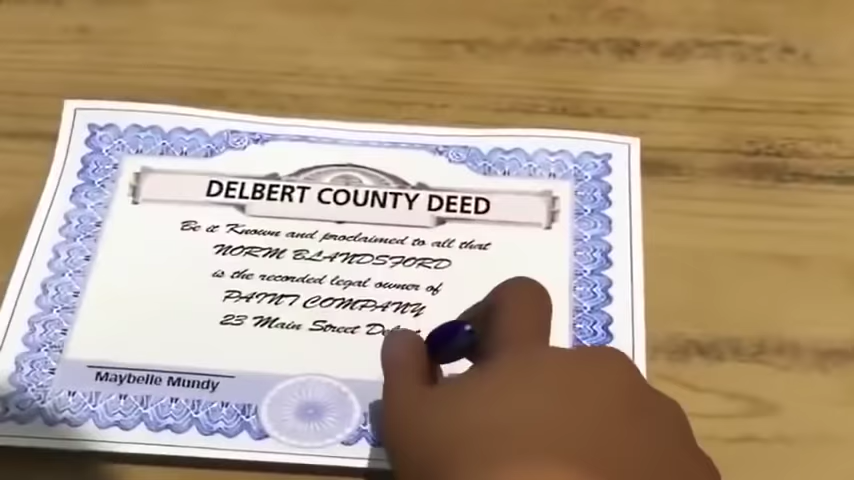 DELBERT COUNTY DEED
Be it Known and proclaimed to all that
NORM BLANDSFORD
is the recorded legal owner of
PAINT COMPANY
23 Main Street
Maybelle Mundy